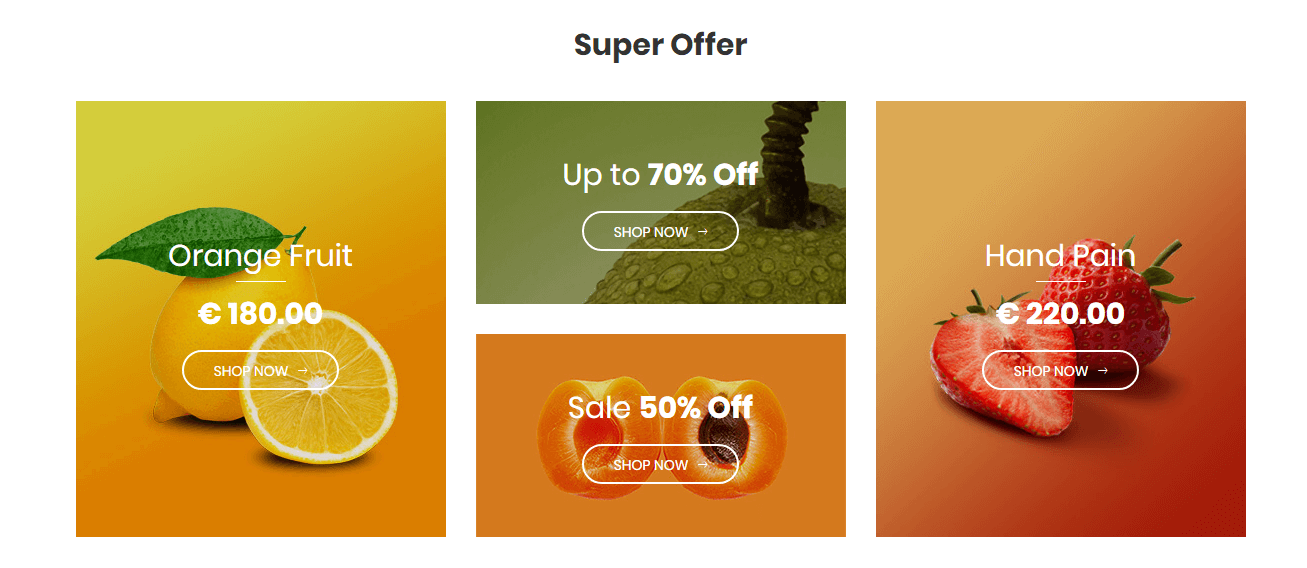 Super Offer
Orange Fruit
€ 180.00
SHOP NOW →
Up to 70% Off
SHOP NOW →
Sale 50% Off
SHOP NOW →
Hand Pain
€ 220.00
SHOP NOW →